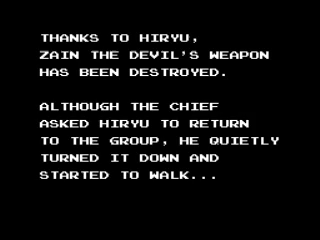 THANKS TO HIRYU,
ZAIN THE DEVIL'S WEAPON
HAS BEEN DESTROYED.
ALTHOUGH THE CHIEF
ASKED HIRYU TO RETURN
TO THE GROUP, HE QUIETLY
TURNED IT DOWN AND
STARTED TO WALK...